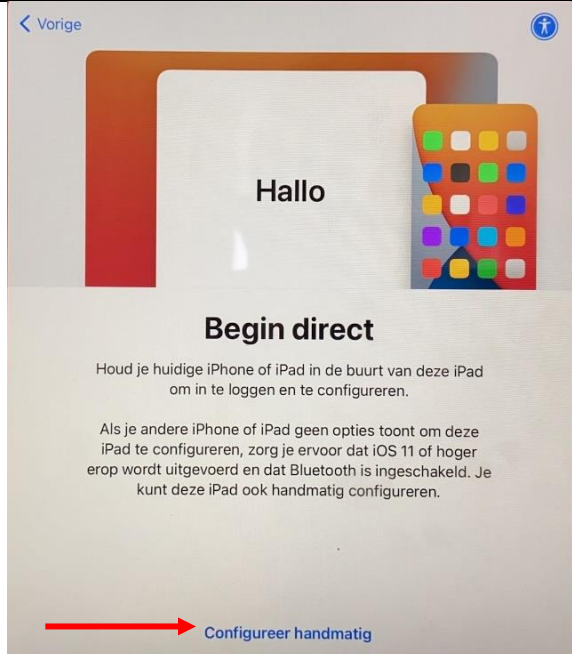 Vorige
Hallo
Begin direct
Houd je huidige iPhone of iPad in de buurt van deze iPad
om in te loggen en te configureren.
Als je andere iPhone of iPad geen opties toont om deze
iPad te configureren, zorg je ervoor dat iOS 11 of hoger
erop wordt uitgevoerd en dat Bluetooth is ingeschakeld. Je
kunt deze iPad ook handmatig configureren.
Configureer handmatig